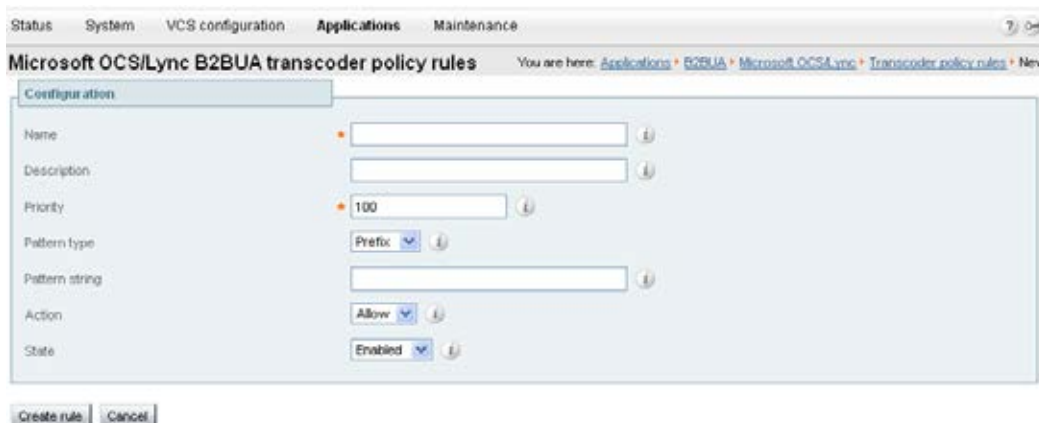 Status System VCS configuration Applications Maintenance
Microsoft OCS/Lync B2BUA transcoder policy rules You are here: Applications B2BUA Microsoft OCS/Lync Transcoder policy rules
Configuration
Name
Description
Priority 100
Pattern type Prefix
Pattern string
Action Allow
State Enabled
Create rule Cancel